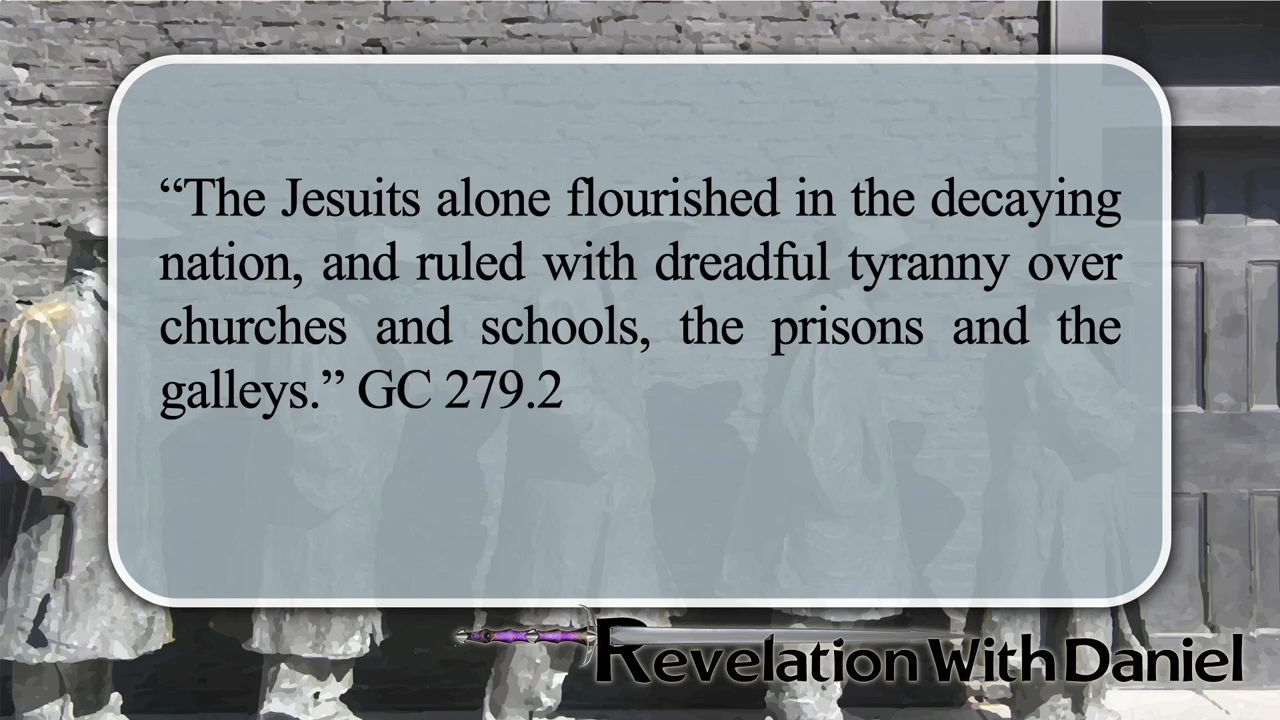 “The Jesuits alone flourished in the decaying
nation, and ruled with dreadful tyranny over
churches and schools, the prisons and the
galleys.” GC 279.2
Revelation With Daniel